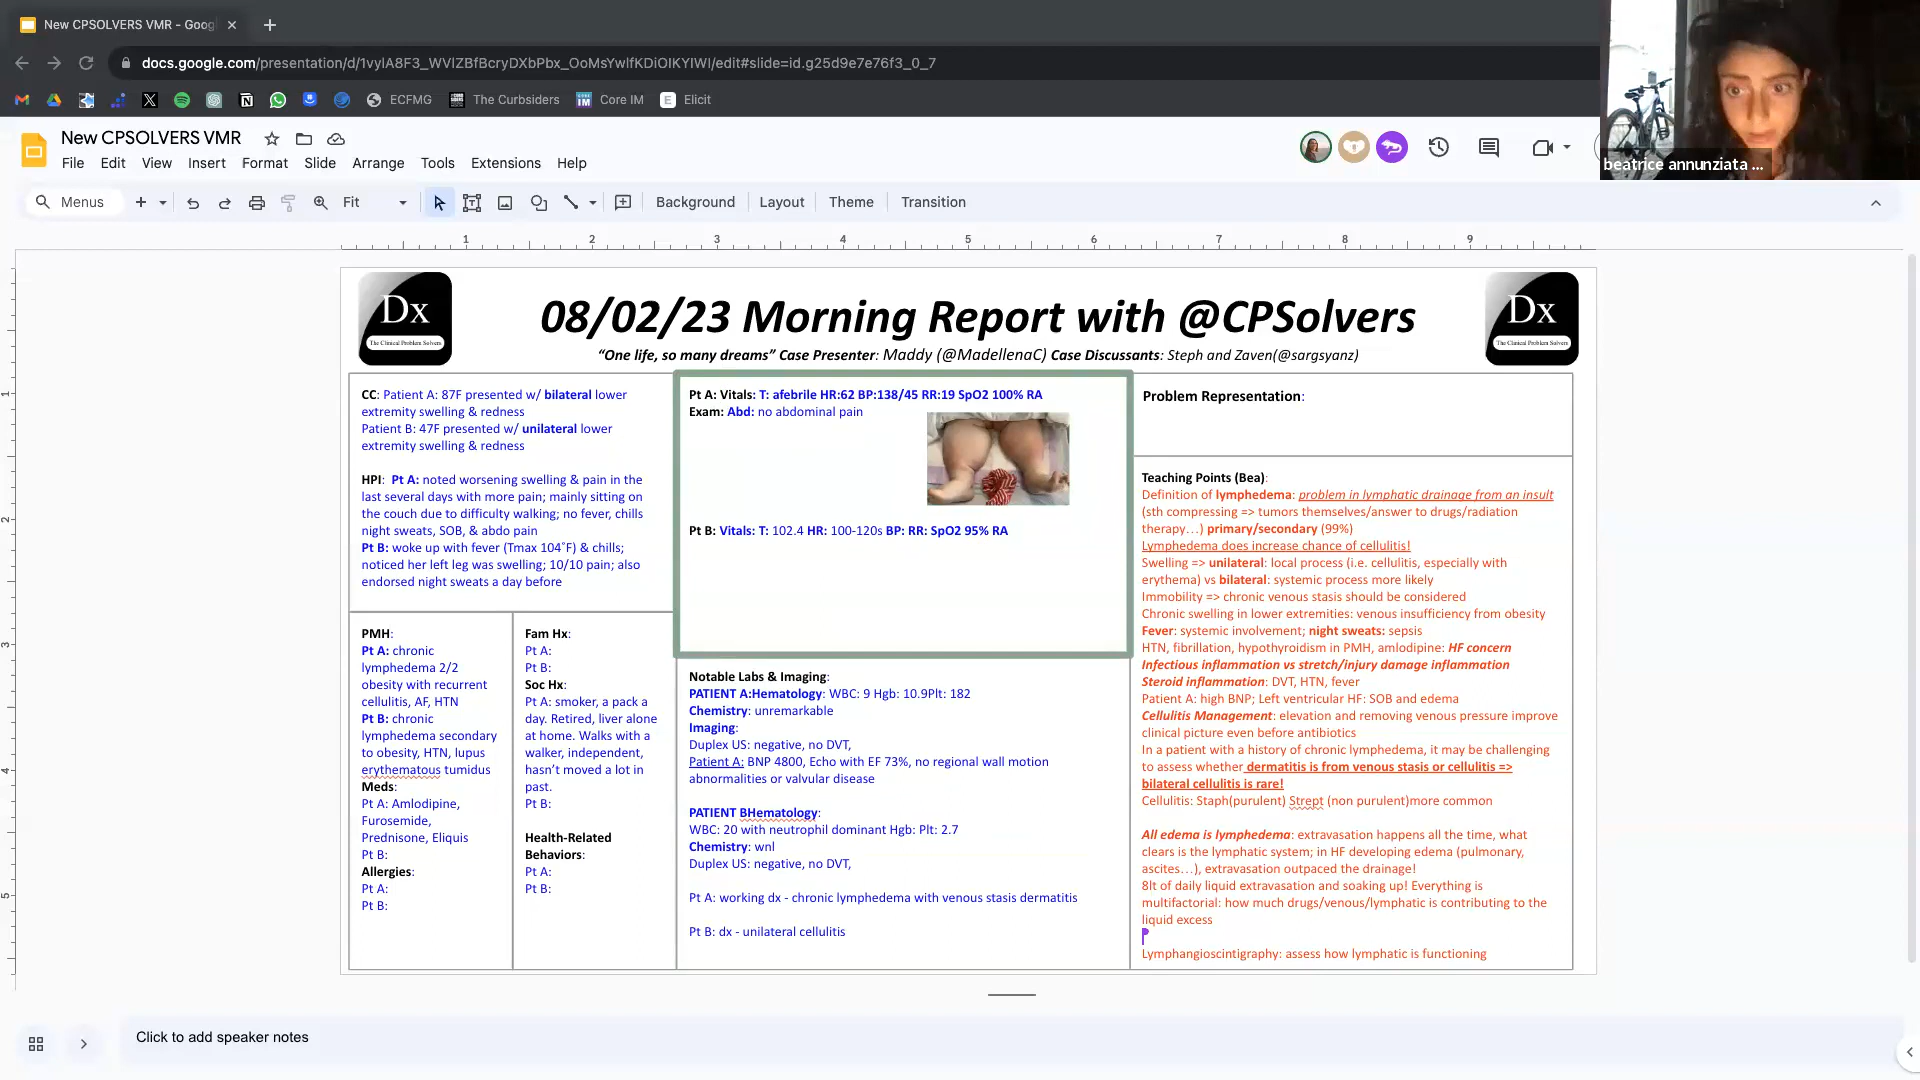 New CPSOLVERS VMR - Goog
docs.google.com/presentation/d/1vylA8F3_WVIZBfBcryDXbPbx_OoMsYwlfKDiOIKYIWI/edit#slide=id.g25d9e7e76f3_0_7
ECFMG
The Curbsiders
Core IM
Elicit
beatrice annunziata ...
New CPSOLVERS VMR
File Edit View Insert Format Slide Arrange Tools Extensions Help
Menus
Fit
Background
Layout
Theme
Transition
1 2 3 4 5 6 7 8 9
1
2
3
4
5
Dx
The Clinical Problem Solvers
08/02/23 Morning Report with @CPSolvers
“One life, so many dreams” Case Presenter: Maddy (@MadellenaC) Case Discussants: Steph and Zaven(@sargsyanz)
Dx
The Clinical Problem Solvers
CC: Patient A: 87F presented w/ bilateral lower
extremity swelling & redness
Patient B: 47F presented w/ unilateral lower
extremity swelling & redness
HPI: Pt A: noted worsening swelling & pain in the
last several days with more pain; mainly sitting on
the couch due to difficulty walking; no fever, chills
night sweats, SOB, & abdo pain
Pt B: woke up with fever (Tmax 104˚F) & chills;
noticed her left leg was swelling; 10/10 pain; also
endorsed night sweats a day before
PMH:
Pt A: chronic
lymphedema 2/2
obesity with recurrent
cellulitis, AF, HTN
Pt B: chronic
lymphedema secondary
to obesity, HTN, lupus
erythematous tumidus
Meds:
Pt A: Amlodipine,
Furosemide,
Prednisone, Eliquis
Pt B:
Allergies:
Pt A:
Pt B:
Fam Hx:
Pt A:
Pt B:
Soc Hx:
Pt A: smoker, a pack a
day. Retired, liver alone
at home. Walks with a
walker, independent,
hasn’t moved a lot in
past.
Pt B:
Health-Related
Behaviors:
Pt A:
Pt B:
Pt A: Vitals: T: afebrile HR:62 BP:138/45 RR:19 SpO2 100% RA
Exam: Abd: no abdominal pain
Pt B: Vitals: T: 102.4 HR: 100-120s BP: RR: SpO2 95% RA
Notable Labs & Imaging:
PATIENT A:Hematology: WBC: 9 Hgb: 10.9Plt: 182
Chemistry: unremarkable
Imaging:
Duplex US: negative, no DVT,
Patient A: BNP 4800, Echo with EF 73%, no regional wall motion
abnormalities or valvular disease
PATIENT BHematology:
WBC: 20 with neutrophil dominant Hgb: Plt: 2.7
Chemistry: wnl
Duplex US: negative, no DVT,
Pt A: working dx - chronic lymphedema with venous stasis dermatitis
Pt B: dx - unilateral cellulitis
Problem Representation:
Teaching Points (Bea):
Definition of lymphedema: problem in lymphatic drainage from an insult
(sth compressing => tumors themselves/answer to drugs/radiation
therapy…) primary/secondary (99%)
Lymphedema does increase chance of cellulitis!
Swelling => unilateral: local process (i.e. cellulitis, especially with
erythema) vs bilateral: systemic process more likely
Immobility => chronic venous stasis should be considered
Chronic swelling in lower extremities: venous insufficiency from obesity
Fever: systemic involvement; night sweats: sepsis
HTN, fibrillation, hypothyroidism in PMH, amlodipine: HF concern
Infectious inflammation vs stretch/injury damage inflammation
Steroid inflammation: DVT, HTN, fever
Patient A: high BNP; Left ventricular HF: SOB and edema
Cellulitis Management: elevation and removing venous pressure improve
clinical picture even before antibiotics
In a patient with a history of chronic lymphedema, it may be challenging
to assess whether dermatitis is from venous stasis or cellulitis =>
bilateral cellulitis is rare!
Cellulitis: Staph(purulent) Strept (non purulent)more common
All edema is lymphedema: extravasation happens all the time, what
clears is the lymphatic system; in HF developing edema (pulmonary,
ascites…), extravasation outpaced the drainage!
8lt of daily liquid extravasation and soaking up! Everything is
multifactorial: how much drugs/venous/lymphatic is contributing to the
liquid excess
Lymphangioscintigraphy: assess how lymphatic is functioning
Click to add speaker notes